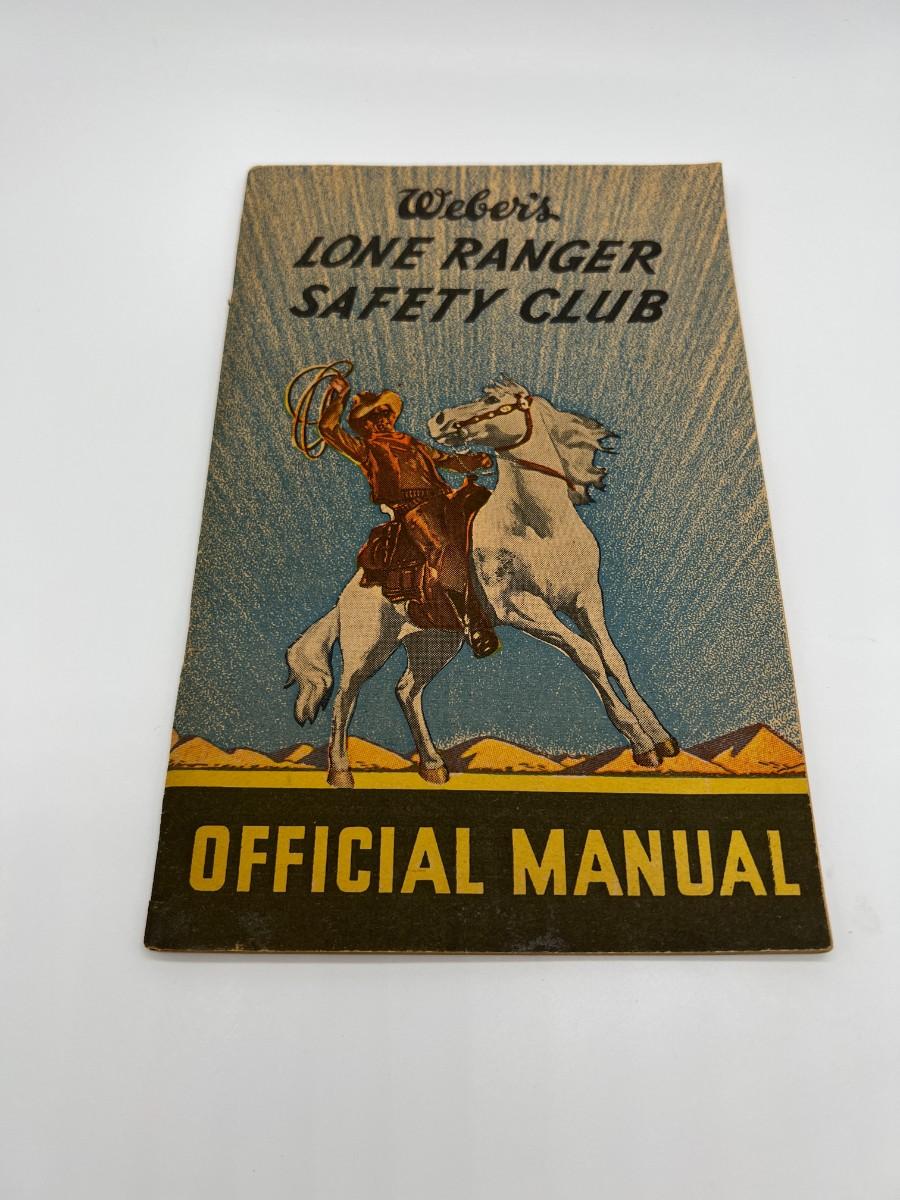 Weber's
LONE RANGER
SAFETY CLUB
OFFICIAL MANUAL